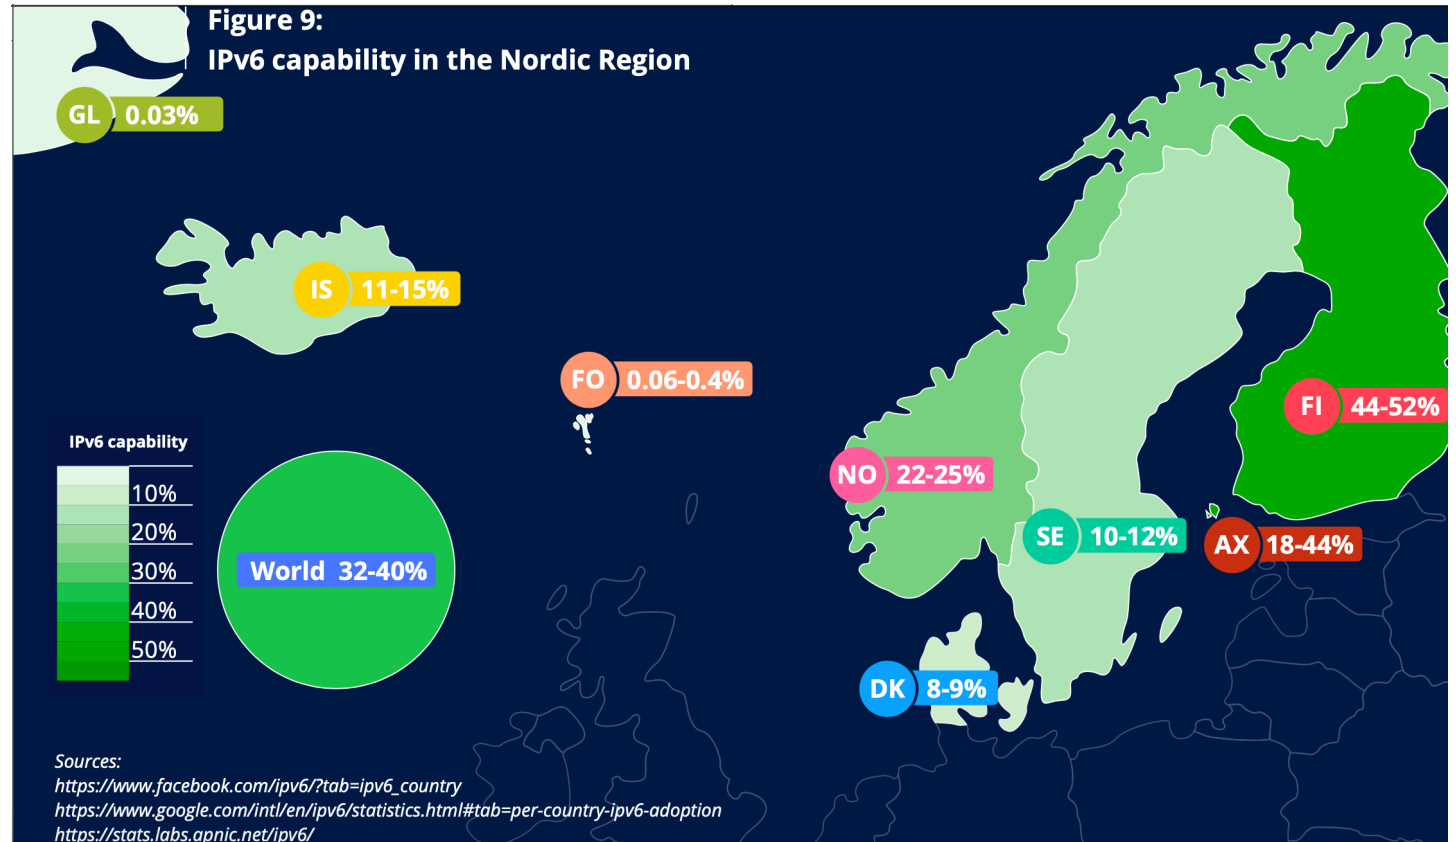 Figure 9:
IPv6 capability in the Nordic Region
GL 0.03%
IS 11-15%
FO 0.06-0.4%
FI 44-52%
NO 22-25%
SE 10-12%
AX 18-44%
DK 8-9%
IPv6 capability
10%
20%
30%
40%
50%
World 32-40%
Sources:
https://www.facebook.com/ipv6/?tab=ipv6_country
https://www.google.com/intl/en/ipv6/statistics.html#tab=per-country-ipv6-adoption
https://stats.labs.apnic.net/ipv6/